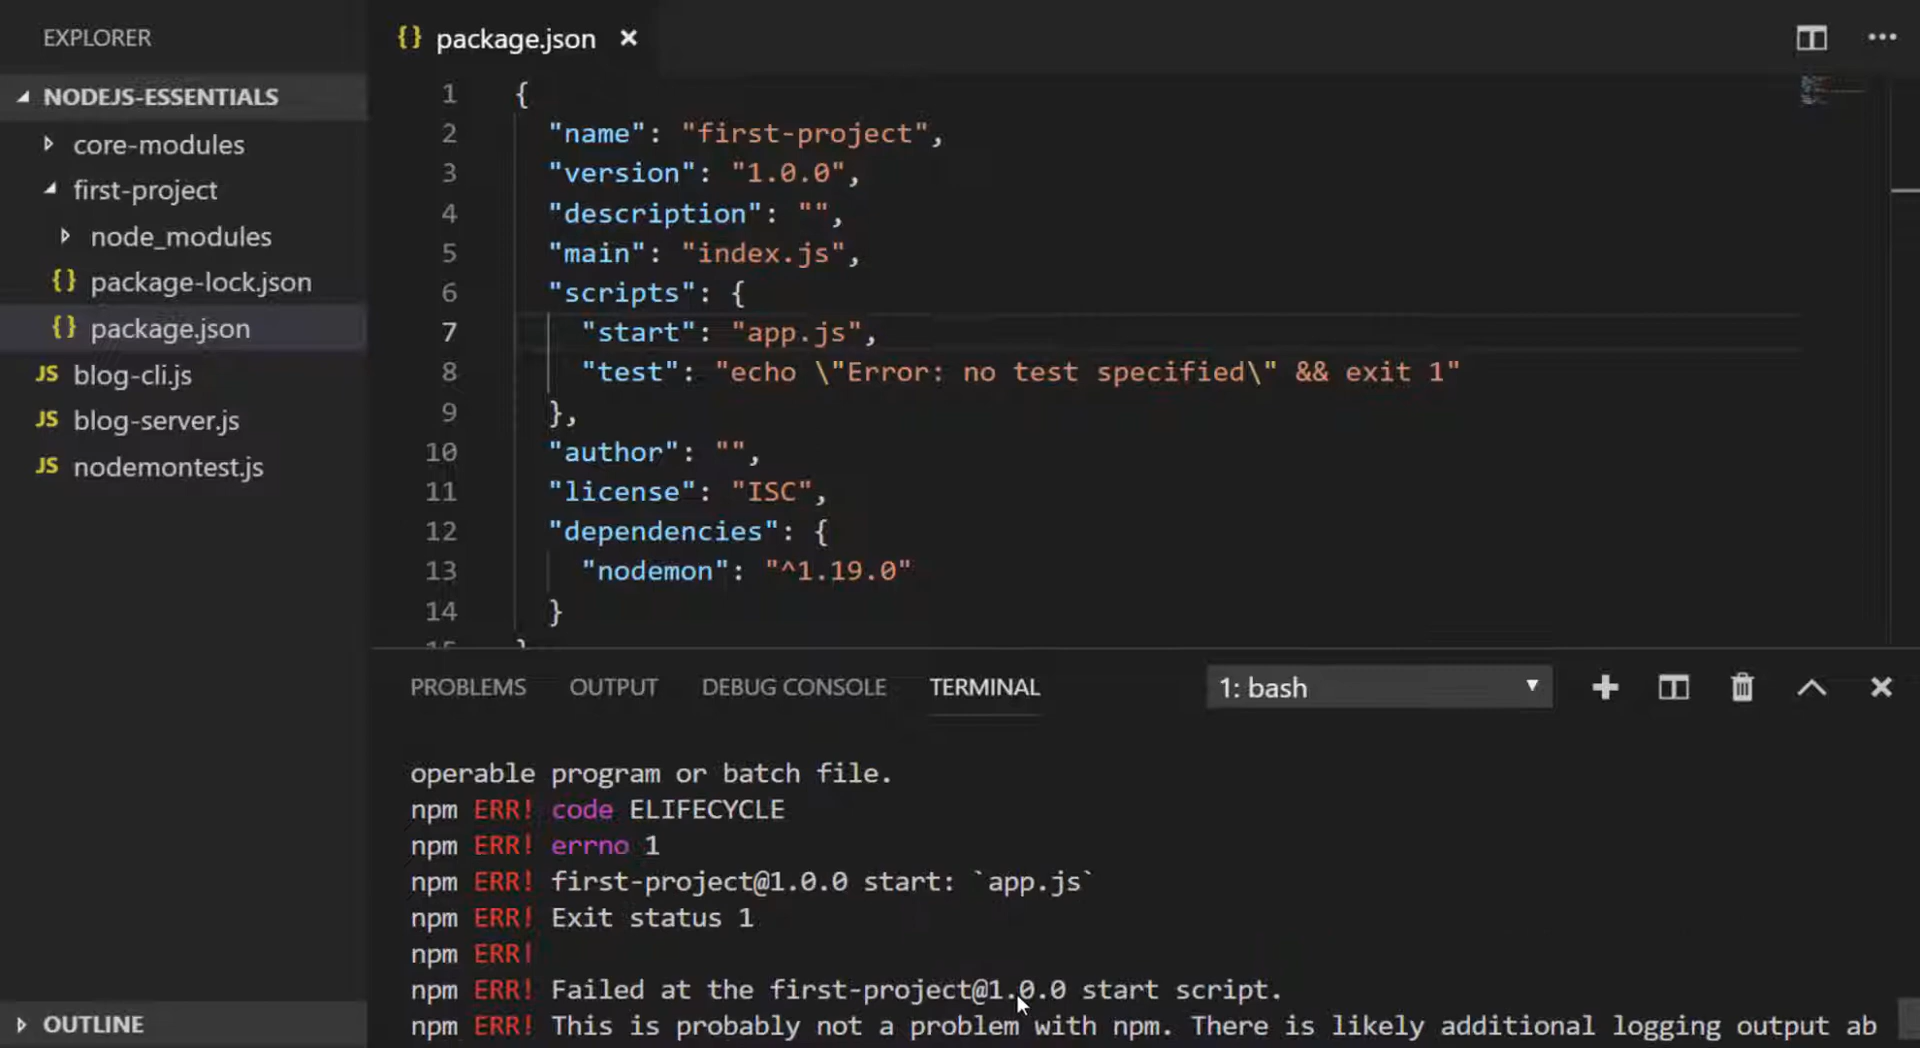 EXPLORER
NODEJS-ESSENTIALS
core-modules
first-project
node_modules
{} package-lock.json
{} package.json
JS blog-cli.js
JS blog-server.js
JS nodemontest.js
OUTLINE
{} package.json
1 {
2 "name": "first-project",
3 "version": "1.0.0",
4 "description": "",
5 "main": "index.js",
6 "scripts": {
7 "start": "app.js",
8 "test": "echo \"Error: no test specified\" && exit 1"
9 },
10 "author": "",
11 "license": "ISC",
12 "dependencies": {
13 "nodemon": "^1.19.0"
14 }
PROBLEMS OUTPUT DEBUG CONSOLE TERMINAL 1: bash
operable program or batch file.
npm ERR! code ELIFECYCLE
npm ERR! errno 1
npm ERR! first-project@1.0.0 start: `app.js`
npm ERR! Exit status 1
npm ERR!
npm ERR! Failed at the first-project@1.0.0 start script.
npm ERR! This is probably not a problem with npm. There is likely additional logging output ab